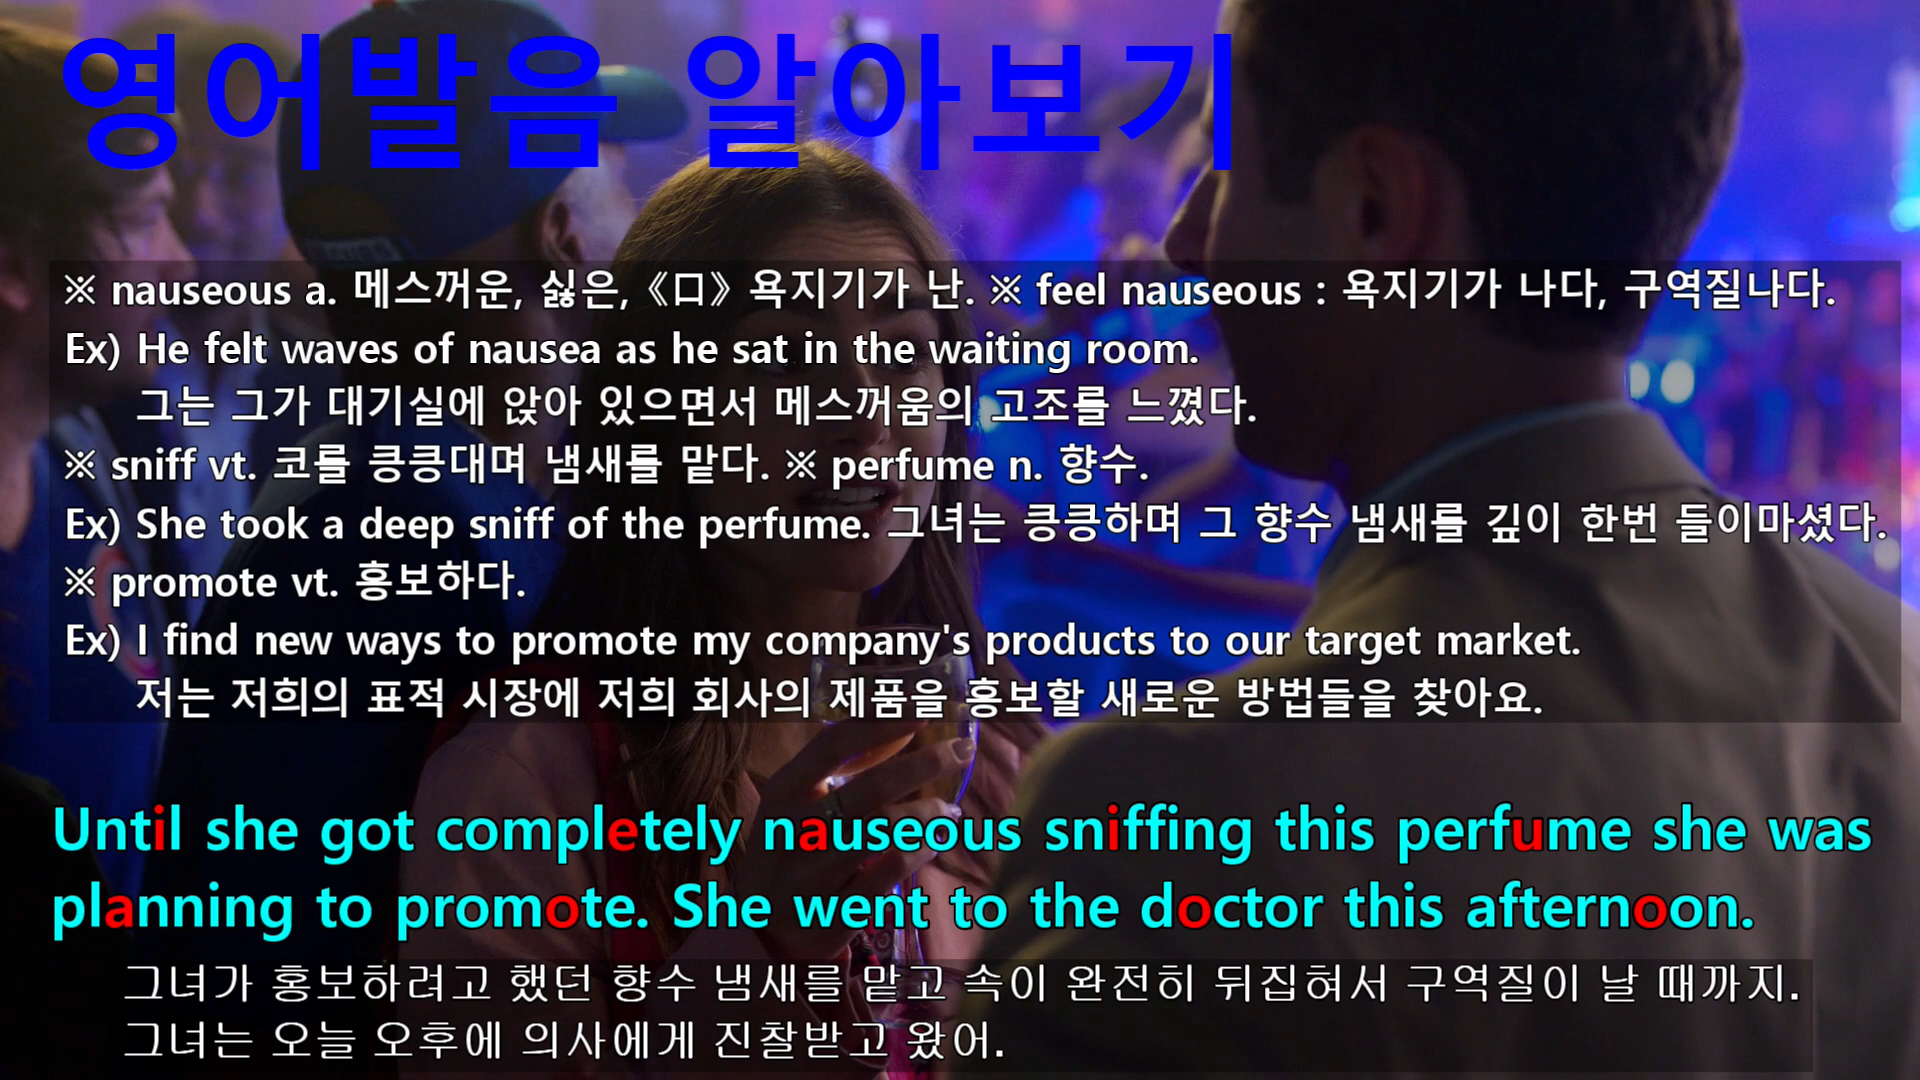 영어발음 알아보기
※ nauseous a. 메스꺼운, 싫은,《口》욕지기가 난. ※ feel nauseous : 욕지기가 나다, 구역질나다.
Ex) He felt waves of nausea as he sat in the waiting room.
그는 그가 대기실에 앉아 있으면서 메스꺼움의 고조를 느꼈다.
※ sniff vt. 코를 킁킁대며 냄새를 맡다. ※ perfume n. 향수.
Ex) She took a deep sniff of the perfume. 그녀는 킁킁하며 그 향수 냄새를 깊이 한번 들이마셨다.
※ promote vt. 홍보하다.
Ex) I find new ways to promote my company's products to our target market.
저는 저희의 표적 시장에 저희 회사의 제품을 홍보할 새로운 방법들을 찾아요.
Until she got completely nauseous sniffing this perfume she was
planning to promote. She went to the doctor this afternoon.
그녀가 홍보하려고 했던 향수 냄새를 맡고 속이 완전히 뒤집혀서 구역질이 날 때까지.
그녀는 오늘 오후에 의사에게 진찰받고 왔어.